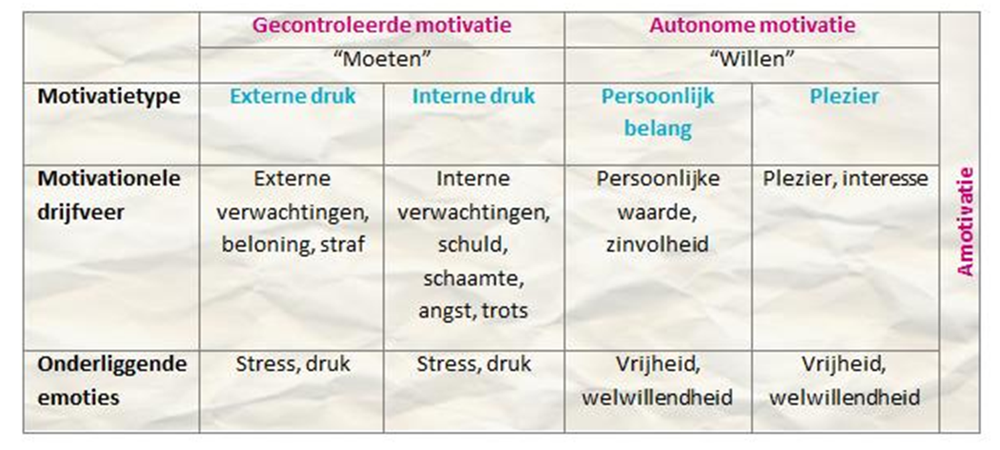 Gecontroleerde motivatie Autonome motivatie
“Moeten” “Willen”
Motivatietype Externe druk Interne druk Persoonlijk Plezier
belang
Motivationele Externe Interne Persoonlijke Plezier, interesse
drijfveer verwachtingen, verwachtingen, waarde,
beloning, straf schuld, zinvolheid
schaamte,
angst, trots
Onderliggende Stress, druk Stress, druk Vrijheid, Vrijheid,
emoties welwillendheid welwillendheid
Amotivatie